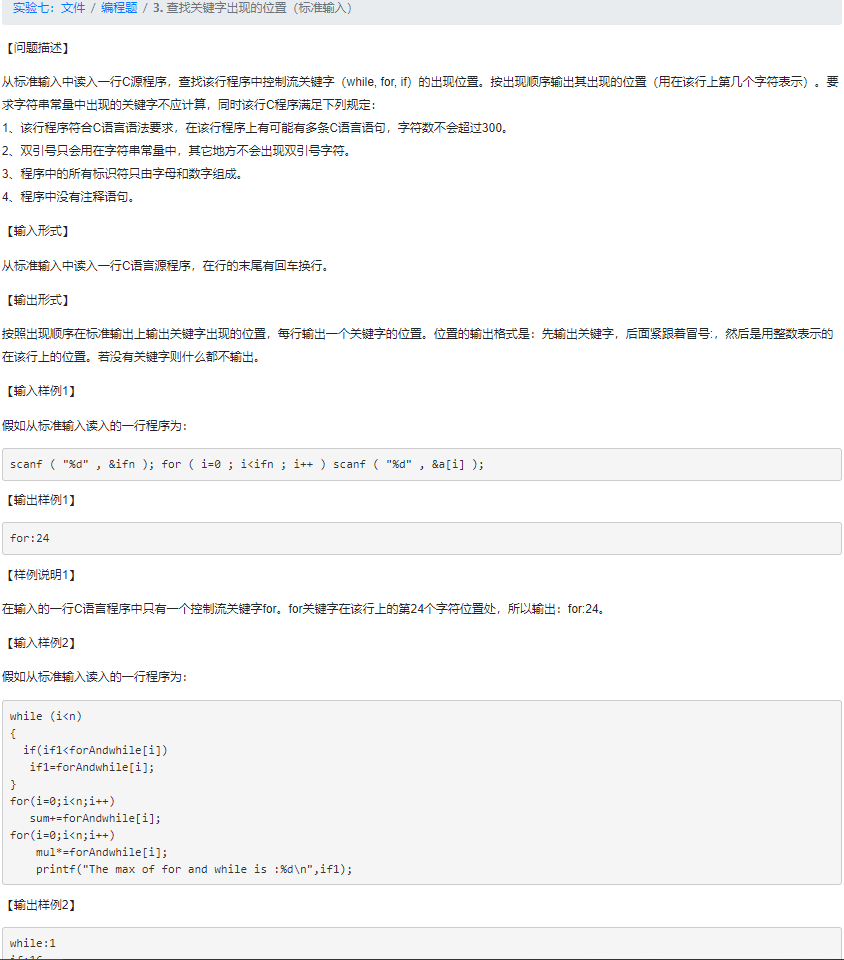 实验七：文件 / 编程题 / 3. 查找关键字出现的位置（标准输入）
【问题描述】
从标准输入中读入一行C源程序，查找该行程序中控制流关键字（while, for, if）的出现位置。按出现顺序输出其出现的位置（用在该行上第几个字符表示）。要
求字符串常量中出现的关键字不应计算，同时该行C程序满足下列规定：
1、该行程序符合C语言语法要求，在该行程序上有可能有多条C语言语句，字符数不会超过300。
2、双引号只会用在字符串常量中，其它地方不会出现双引号字符。
3、程序中的所有标识符只由字母和数字组成。
4、程序中没有注释语句。
【输入形式】
从标准输入中读入一行C语言源程序，在行的末尾有回车换行。
【输出形式】
按照出现顺序在标准输出上输出关键字出现的位置，每行输出一个关键字的位置。位置的输出格式是：先输出关键字，后面紧跟着冒号:，然后是用整数表示的
在该行上的位置。若没有关键字则什么都不输出。
【输入样例1】
假如从标准输入读入的一行程序为：
scanf ( "%d" , &ifn ); for ( i=0 ; i<ifn ; i++ ) scanf ( "%d" , &a[i] );
【输出样例1】
for:24
【样例说明1】
在输入的一行C语言程序中只有一个控制流关键字for。for关键字在该行上的第24个字符位置处，所以输出：for:24。
【输入样例2】
假如从标准输入读入的一行程序为：
while (i<n)
{
if(if1<forAndwhile[i])
if1=forAndwhile[i];
}
for(i=0;i<n;i++)
sum+=forAndwhile[i];
for(i=0;i<n;i++)
mul*=forAndwhile[i];
printf("The max of for and while is :%d\n",if1);
【输出样例2】
while:1